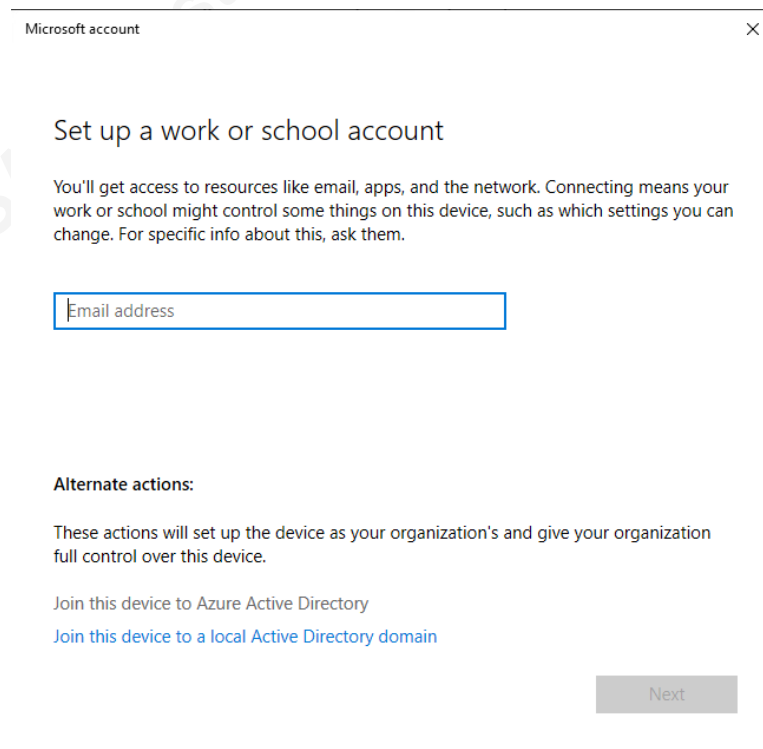 Microsoft account
Set up a work or school account
You'll get access to resources like email, apps, and the network. Connecting means your
work or school might control some things on this device, such as which settings you can
change. For specific info about this, ask them.
Email address
Alternate actions:
These actions will set up the device as your organization's and give your organization
full control over this device.
Join this device to Azure Active Directory
Join this device to a local Active Directory domain
Next